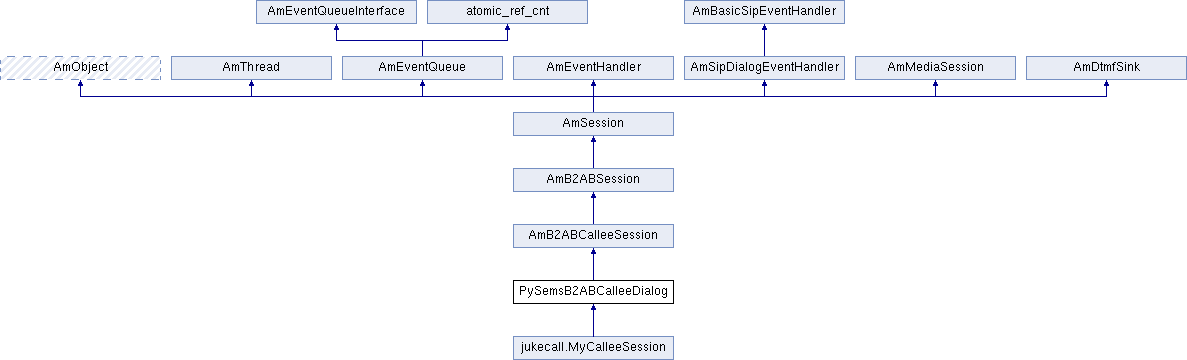 AmEventQueueInterface
atomic_ref_cnt
AmBasicSipEventHandler
AmObject
AmThread
AmEventQueue
AmEventHandler
AmSipDialogEventHandler
AmMediaSession
AmDtmfSink
AmSession
AmB2ABSession
AmB2ABCalleeSession
PySemsB2ABCalleeDialog
jukecall.MyCalleeSession